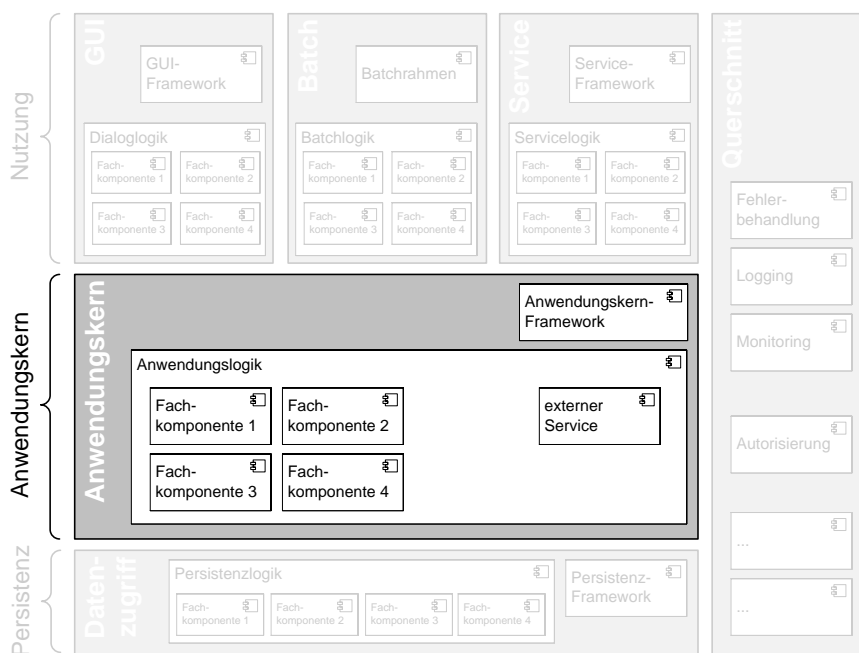 Nutzung
GUI
GUI-
Framework
Dialoglogik
Fach-
komponente 1
Fach-
komponente 2
Fach-
komponente 3
Fach-
komponente 4
Batch
Batchrahmen
Batchlogik
Fach-
komponente 1
Fach-
komponente 2
Fach-
komponente 3
Fach-
komponente 4
Service
Service-
Framework
Servicelogik
Fach-
komponente 1
Fach-
komponente 2
Fach-
komponente 3
Fach-
komponente 4
Querschnitt
Fehler-
behandlung
Logging
Monitoring
Autorisierung
...
...
Anwendungskern
Anwendungskern
Anwendungskern-
Framework
Anwendungslogik
Fach-
komponente 1
Fach-
komponente 2
Fach-
komponente 3
Fach-
komponente 4
externer
Service
Persistenz
Daten-
zugriff
Persistenzlogik
Fach-
komponente 1
Fach-
komponente 2
Fach-
komponente 3
Fach-
komponente 4
Persistenz-
Framework